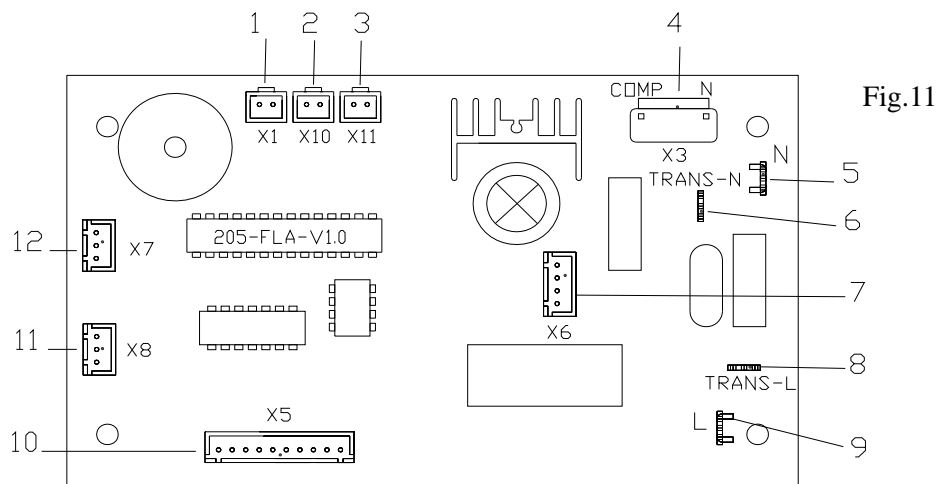 1 2 3 4
COMP N
Fig.11
X1 X10 X11
X3
N
TRANS-N
5
6
12
X7
205-FLA-V1.0
7
11
X8
X6
8
TRANS-L
X5
L
10
9